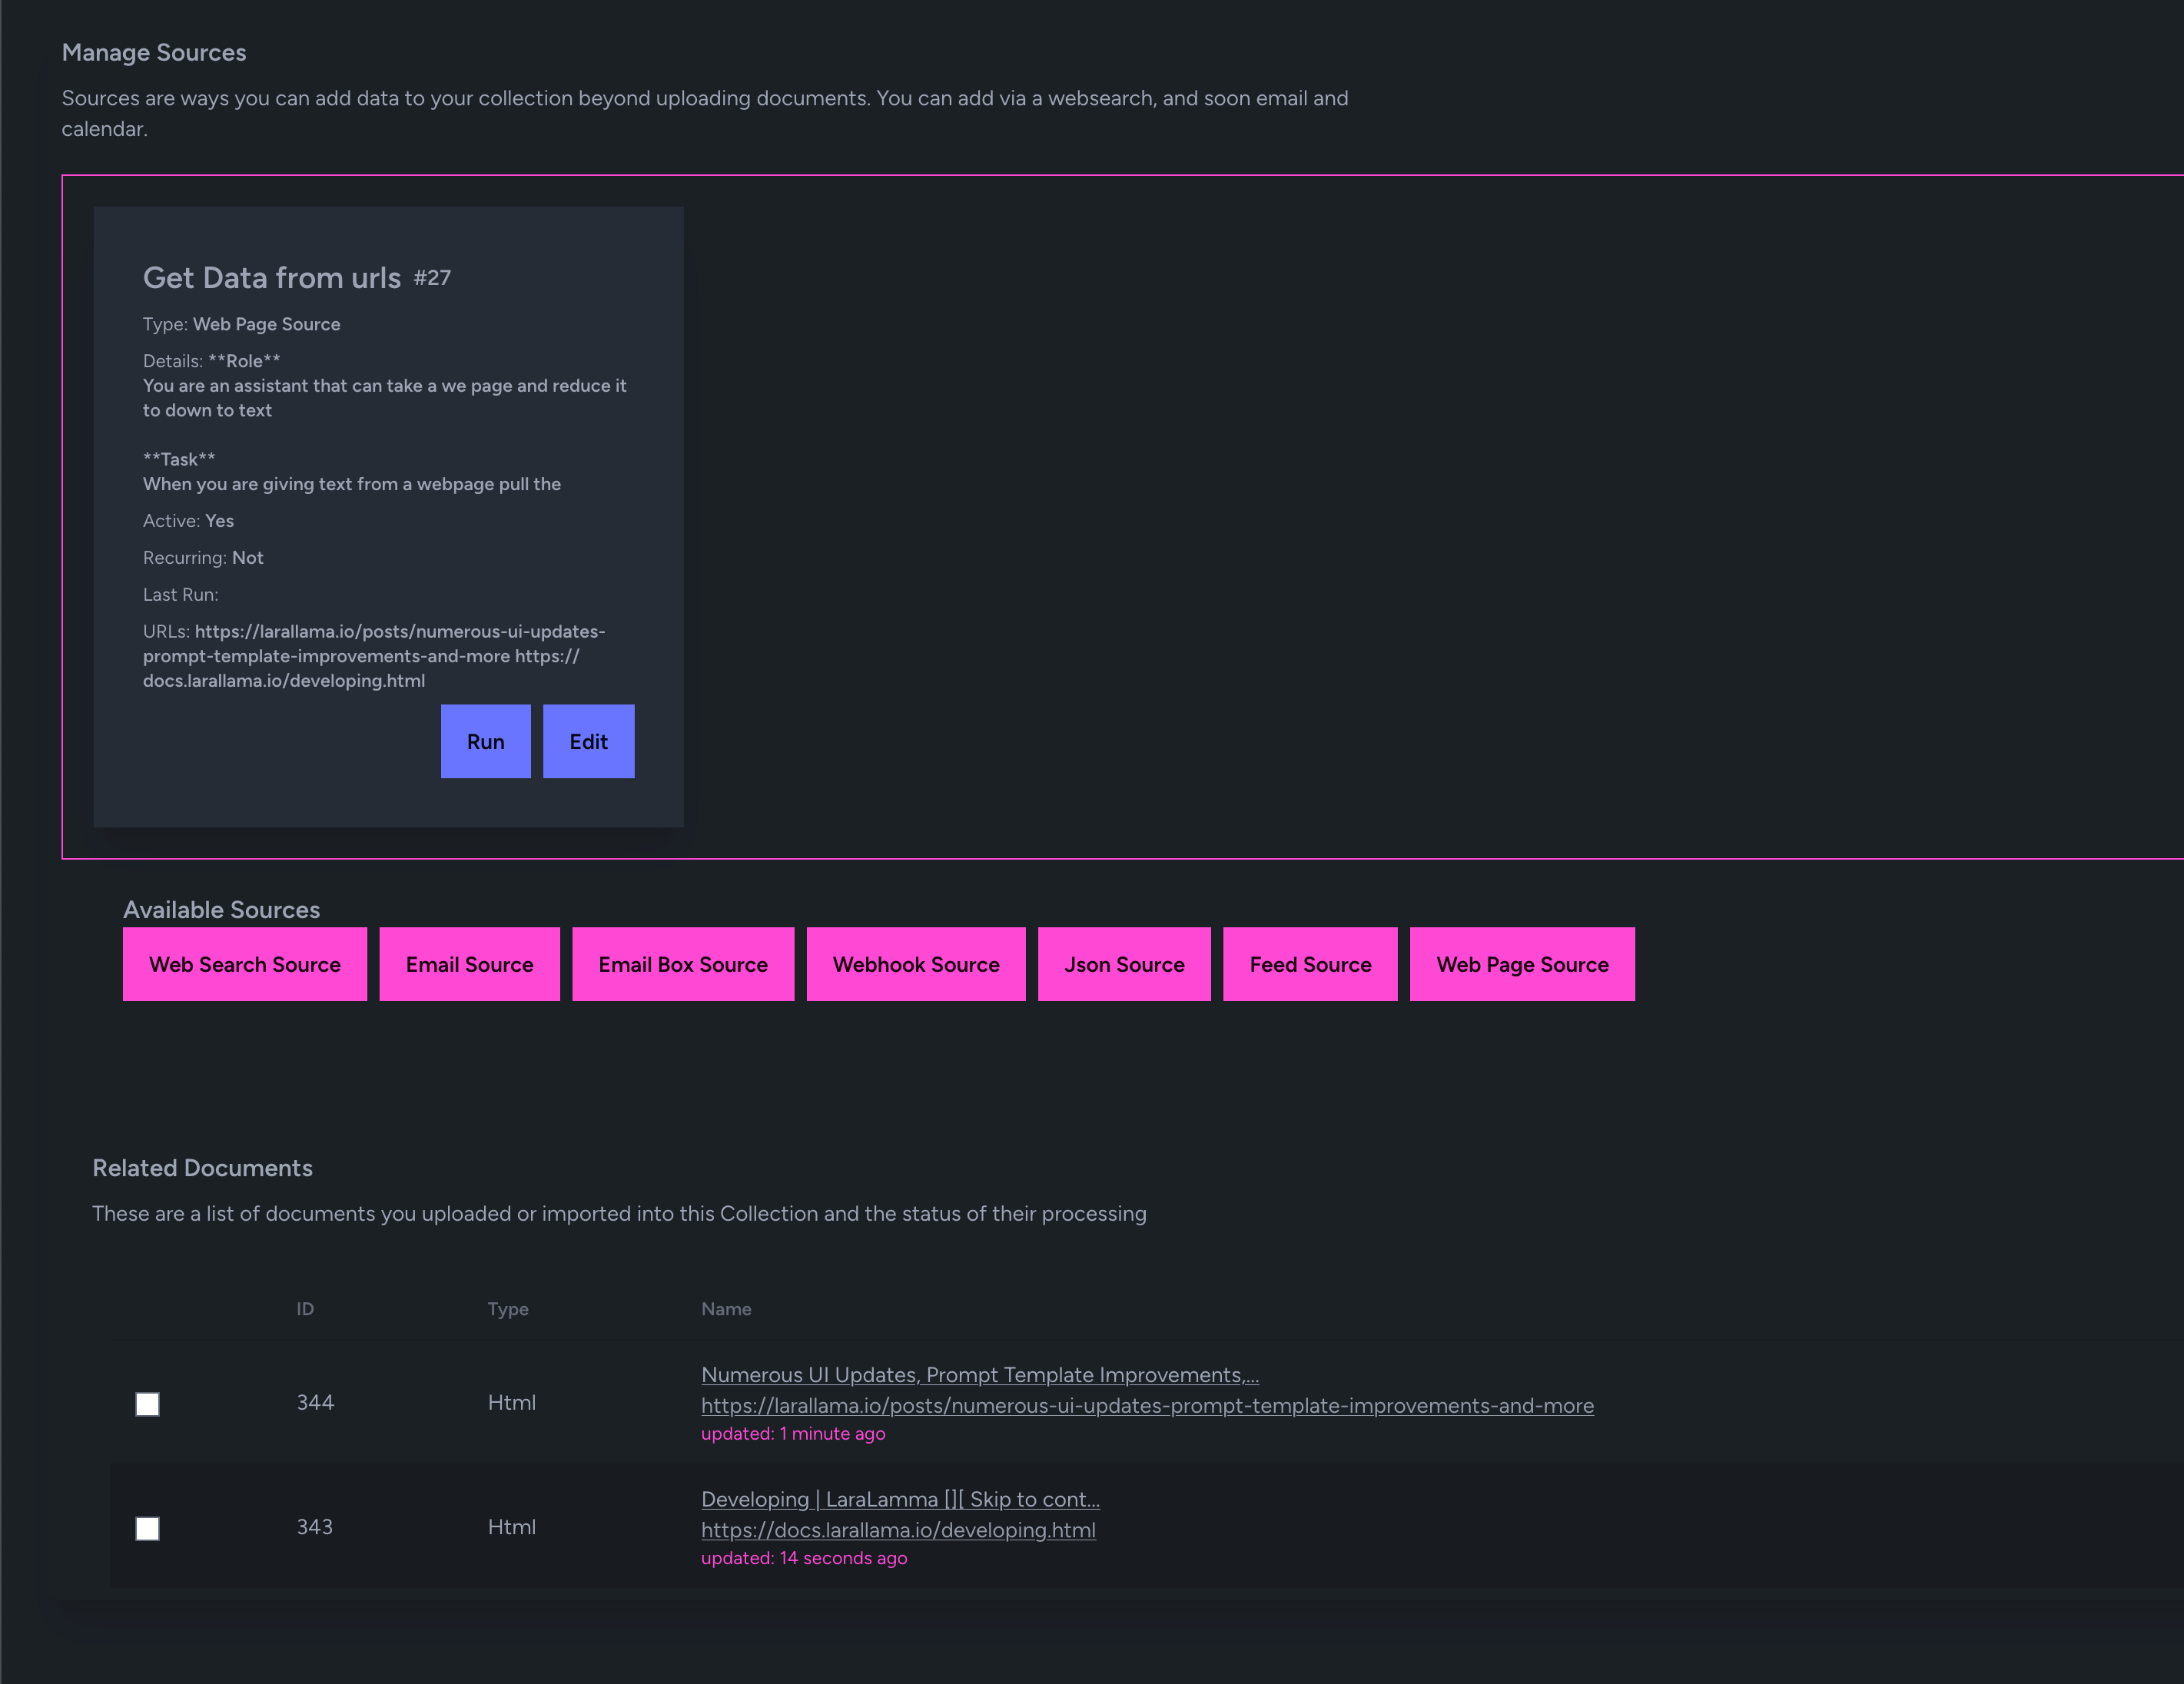 Manage Sources
Sources are ways you can add data to your collection beyond uploading documents. You can add via a websearch, and soon email and
calendar.
Get Data from urls #27
Type: Web Page Source
Details: **Role**
You are an assistant that can take a we page and reduce it
to down to text
**Task**
When you are giving text from a webpage pull the
Active: Yes
Recurring: Not
Last Run:
URLs: https://larallama.io/posts/numerous-ui-updates-
prompt-template-improvements-and-more https://
docs.larallama.io/developing.html
Run Edit
Available Sources
Web Search Source Email Source Email Box Source Webhook Source Json Source Feed Source Web Page Source
Related Documents
These are a list of documents you uploaded or imported into this Collection and the status of their processing
ID Type Name
Numerous UI Updates, Prompt Template Improvements,...
344 Html https://larallama.io/posts/numerous-ui-updates-prompt-template-improvements-and-more
updated: 1 minute ago
Developing | LaraLamma [][ Skip to cont...
343 Html https://docs.larallama.io/developing.html
updated: 14 seconds ago